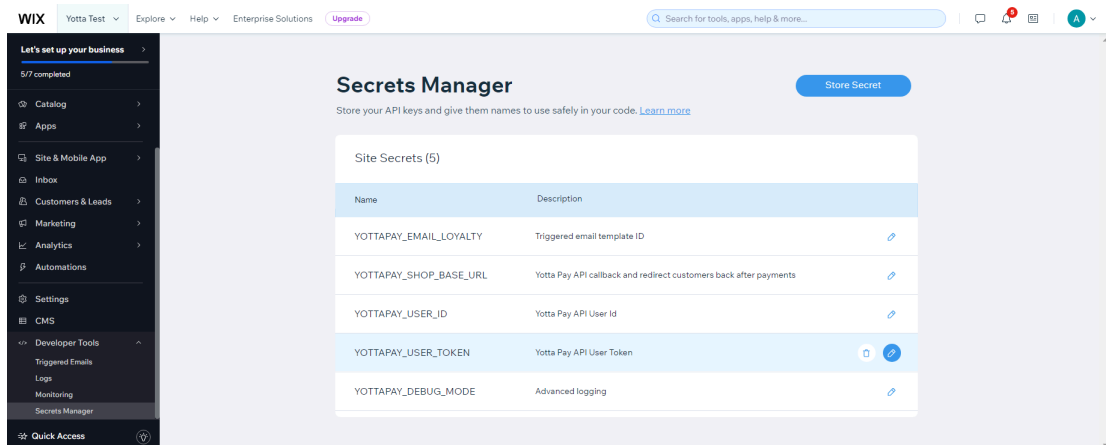 WIX Yotta Test Explore Help Enterprise Solutions Upgrade Search for tools, apps, help & more... 5 A
Let's set up your business
5/7 completed
Catalog
Apps
Site & Mobile App
Inbox
Customers & Leads
Marketing
Analytics
Automations
Settings
CMS
Developer Tools
Triggered Emails
Logs
Monitoring
Secrets Manager
Quick Access
Secrets Manager
Store Secret
Store your API keys and give them names to use safely in your code. Learn more
Site Secrets (5)
Name Description
YOTTAPAY_EMAIL_LOYALTY Triggered email template ID
YOTTAPAY_SHOP_BASE_URL Yotta Pay API callback and redirect customers back after payments
YOTTAPAY_USER_ID Yotta Pay API User Id
YOTTAPAY_USER_TOKEN Yotta Pay API User Token
YOTTAPAY_DEBUG_MODE Advanced logging